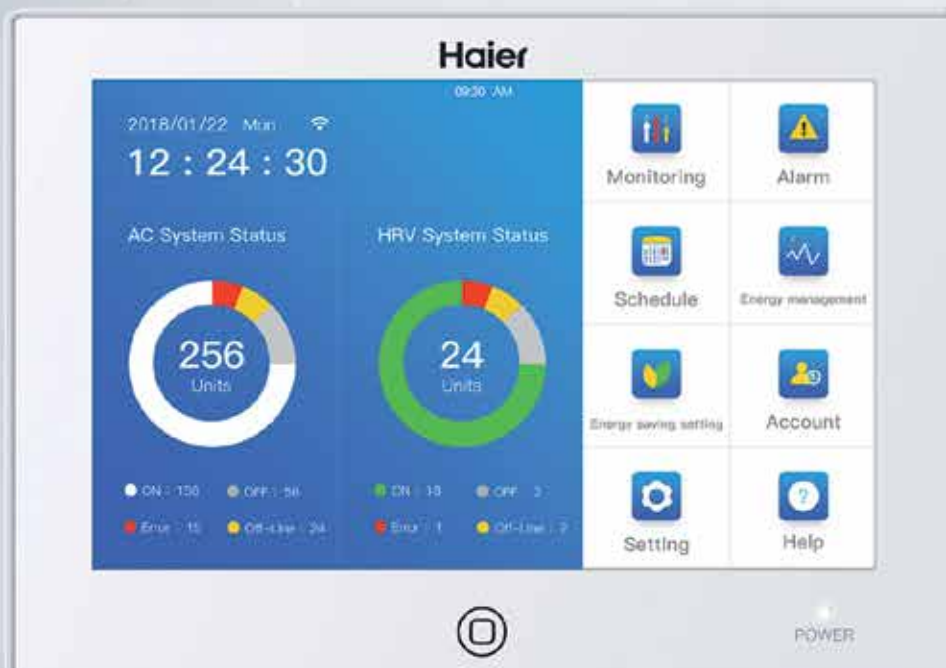 Haier
09:30 AM
2018/01/22 Mon
12 : 24 : 30
AC System Status
256
Units
ON :
OFF : 56
Error :
Off-Line : 24
HRV System Status
24
Units
ON : 18
OFF : 3
Error : 1
Off-Line : 2
Monitoring
Alarm
Schedule
Energy management
Energy saving setting
Account
Setting
Help
POWER